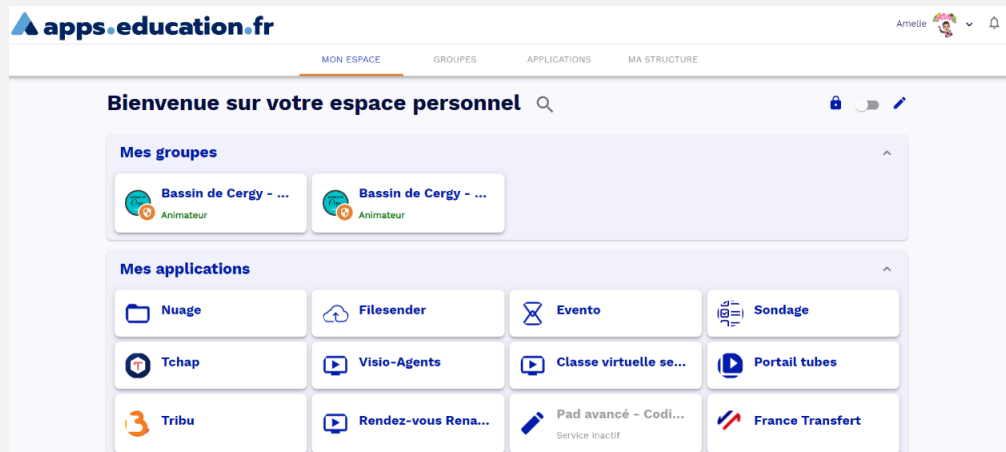 apps.education.fr
Amelie
MON ESPACE GROUPES APPLICATIONS MA STRUCTURE
Bienvenue sur votre espace personnel
Mes groupes
Bassin de Cergy - ... Bassin de Cergy - ...
Animateur Animateur
Mes applications
Nuage Filesender Evento Sondage
Tchap Visio-Agents Classe virtuelle se... Portail tubes
Tribu Rendez-vous Rena... Pad avancé - Codi... France Transfert
Service inactif